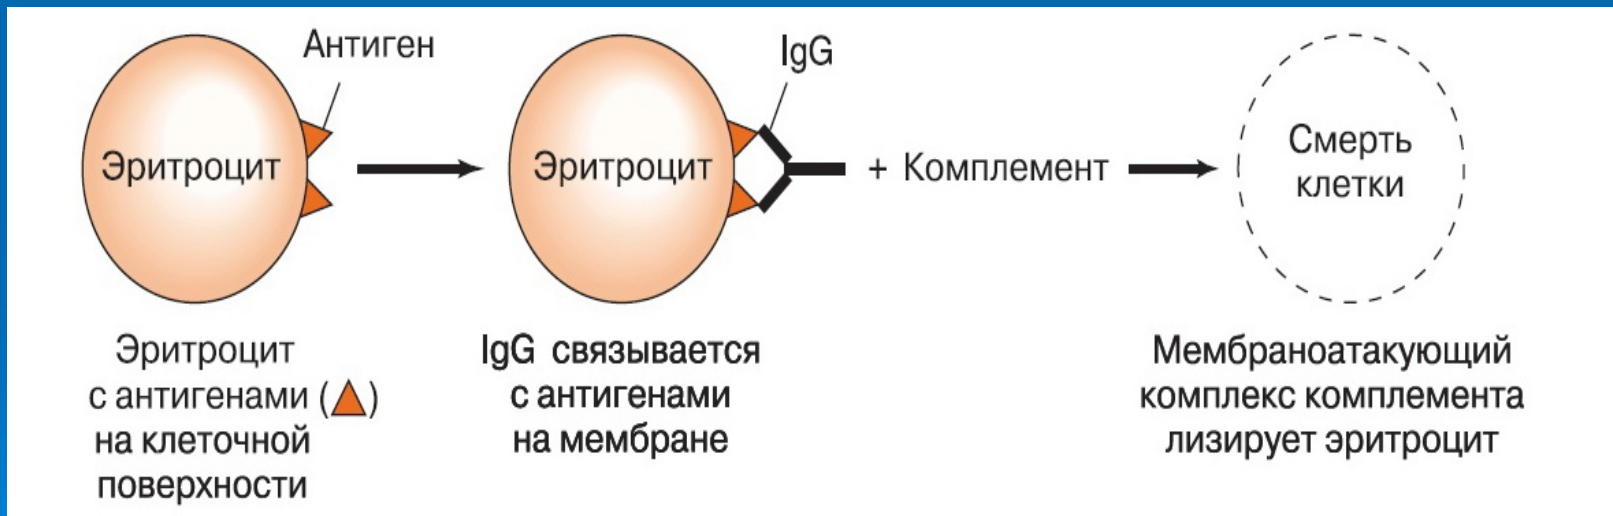 Антиген
Эритроцит
IgG
Эритроцит
+ Комплемент
Смерть
клетки
Эритроцит
с антигенами (▲)
на клеточной
поверхности
IgG связывается
с антигенами
на мембране
Мембраноатакующий
комплекс комплемента
лизирует эритроцит